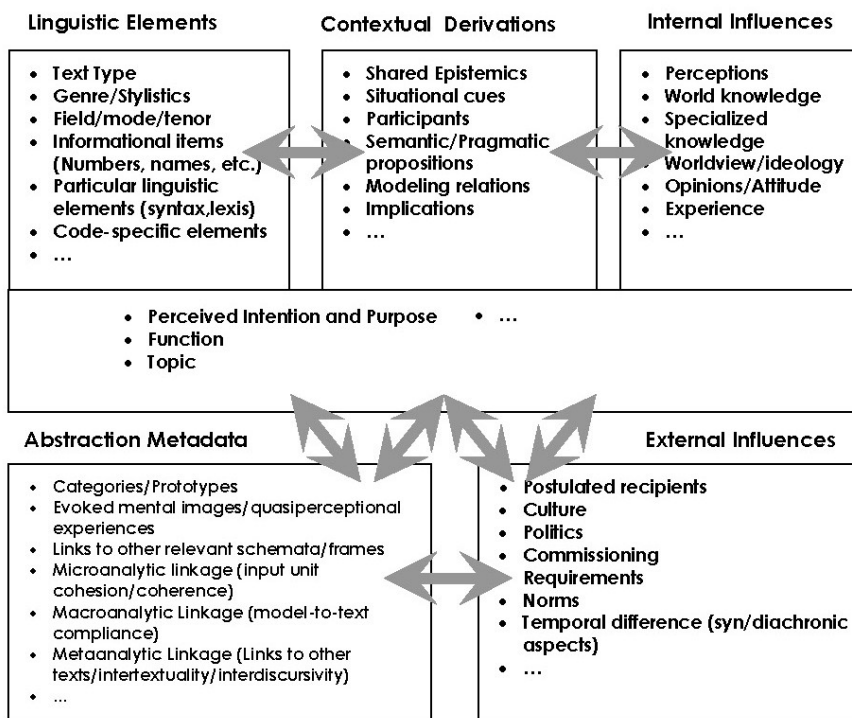 Linguistic Elements
• Text Type
• Genre/Stylistics
• Field/mode/tenor
• Informational items
(Numbers, names, etc.)
• Particular linguistic
elements (syntax,lexis)
• Code-specific elements
• ...
Contextual Derivations
• Shared Epistemics
• Situational cues
• Participants
• Semantic/Pragmatic
propositions
• Modeling relations
• Implications
• ...
Internal Influences
• Perceptions
• World knowledge
• Specialized
knowledge
• Worldview/ideology
• Opinions/Attitude
• Experience
• ...
• Perceived Intention and Purpose
• Function
• Topic
• ...
Abstraction Metadata
• Categories/Prototypes
• Evoked mental images/quasiperceptional
experiences
• Links to other relevant schemata/frames
• Microanalytic linkage (input unit
cohesion/coherence)
• Macroanalytic Linkage (model-to-text
compliance)
• Metaanalytic Linkage (Links to other
texts/intertextuality/interdiscursivity)
• ...
External Influences
• Postulated recipients
• Culture
• Politics
• Commissioning
• Requirements
• Norms
• Temporal difference (syn/diachronic
aspects)
• ...